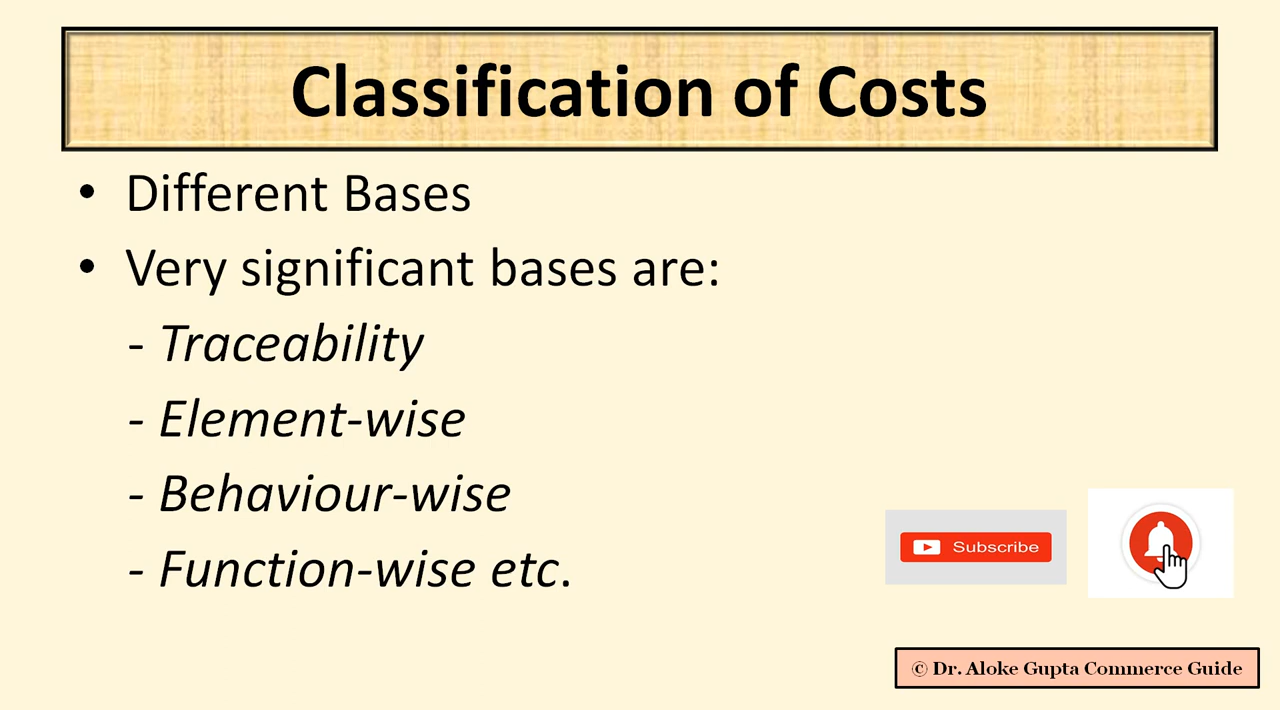 Classification of Costs
• Different Bases
• Very significant bases are:
- Traceability
- Element-wise
- Behaviour-wise
- Function-wise etc.
Subscribe
© Dr. Aloke Gupta Commerce Guide